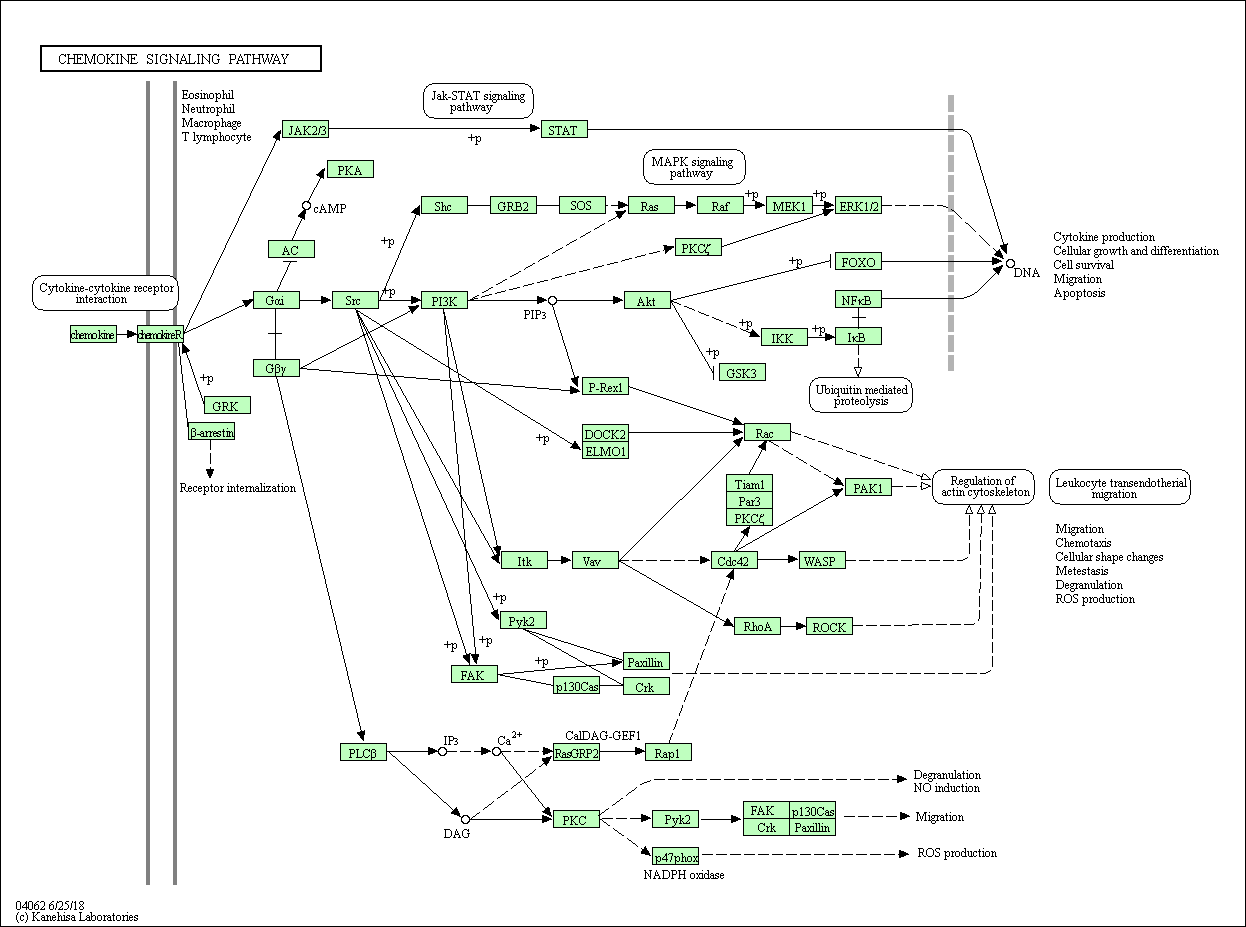 CHEMOKINE SIGNALING PATHWAY
Eosinophil
Neutrophil
Macrophage
T lymphocyte
Jak-STAT signaling
pathway
JAK2/3
+p
STAT
PKA
MAPK signaling
pathway
cAMP
Shc
GRB2
SOS
Ras
Raf
+p
MEK1
+p
ERK1/2
AC
+p
PKCζ
+p
FOXO
Cytokine production
Cellular growth and differentiation
Cell survival
Migration
Apoptosis
DNA
Cytokine-cytokine receptor
interaction
Gαi
Src
+p
PI3K
PIP3
Akt
NFκB
chemokine
chemokineR
+p
IKK
+p
IκB
Gβγ
+p
GSK3
+p
GRK
P-Rex1
Ubiquitin mediated
proteolysis
β-arrestin
+p
DOCK2
ELMO1
Rac
Receptor internalization
Tiam1
Par3
PKCζ
PAK1
Regulation of
actin cytoskeleton
Leukocyte transendotherial
migration
Migration
Chemotaxis
Cellular shape changes
Metestasis
Degranulation
ROS production
Itk
Vav
Cdc42
WASP
+p
Pyk2
RhoA
ROCK
+p
+p
FAK
+p
Paxillin
p130Cas
Crk
PLCβ
IP3
Ca2+
CalDAG-GEF1
RasGRP2
Rap1
DAG
PKC
Degranulation
NO induction
Pyk2
FAK
p130Cas
Crk
Paxillin
Migration
p47phox
NADPH oxidase
ROS production
04062 6/25/18
(c) Kanehisa Laboratories